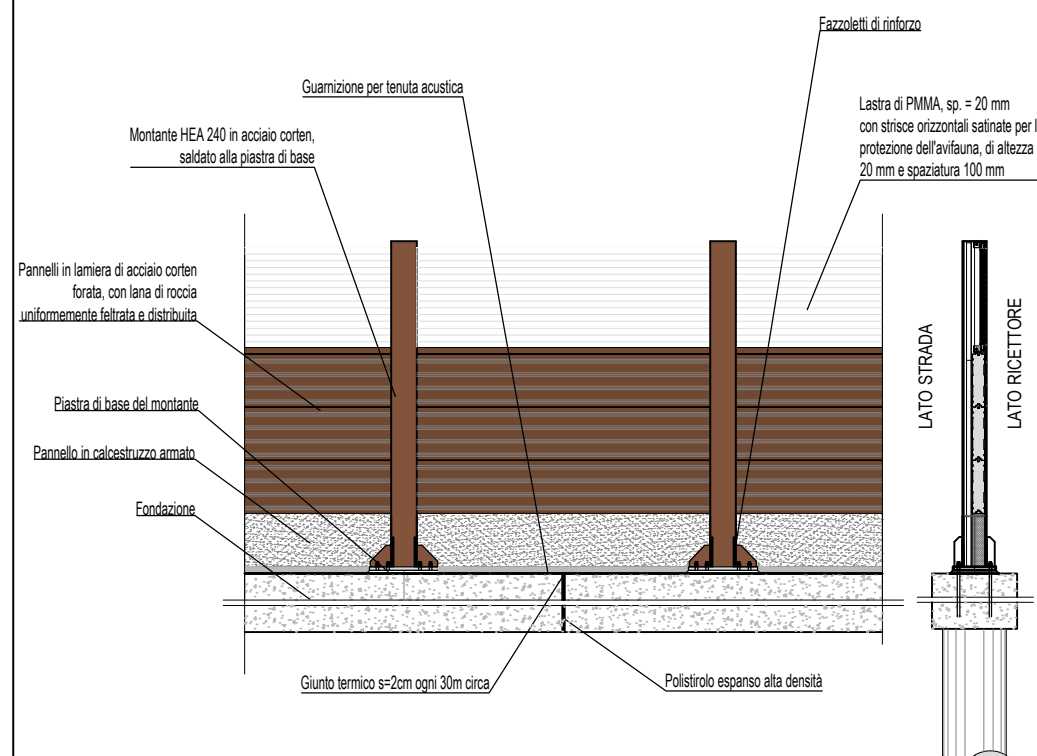 Fazzoletti di rinforzo
Guarnizione per tenuta acustica
Lastra di PMMA, sp. = 20 mm
con strisce orizzontali satinate per l
protezione dell'avifauna, di altezza
20 mm e spaziatura 100 mm
Montante HEA 240 in acciaio corten,
saldato alla piastra di base
Pannelli in lamiera di acciaio corten
forata, con lana di roccia
uniformemente feltrata e distribuita
LATO STRADA
LATO RICETTORE
Piastra di base del montante
Pannello in calcestruzzo armato
Fondazione
Giunto termico s=2cm ogni 30m circa
Polistirolo espanso alta densità